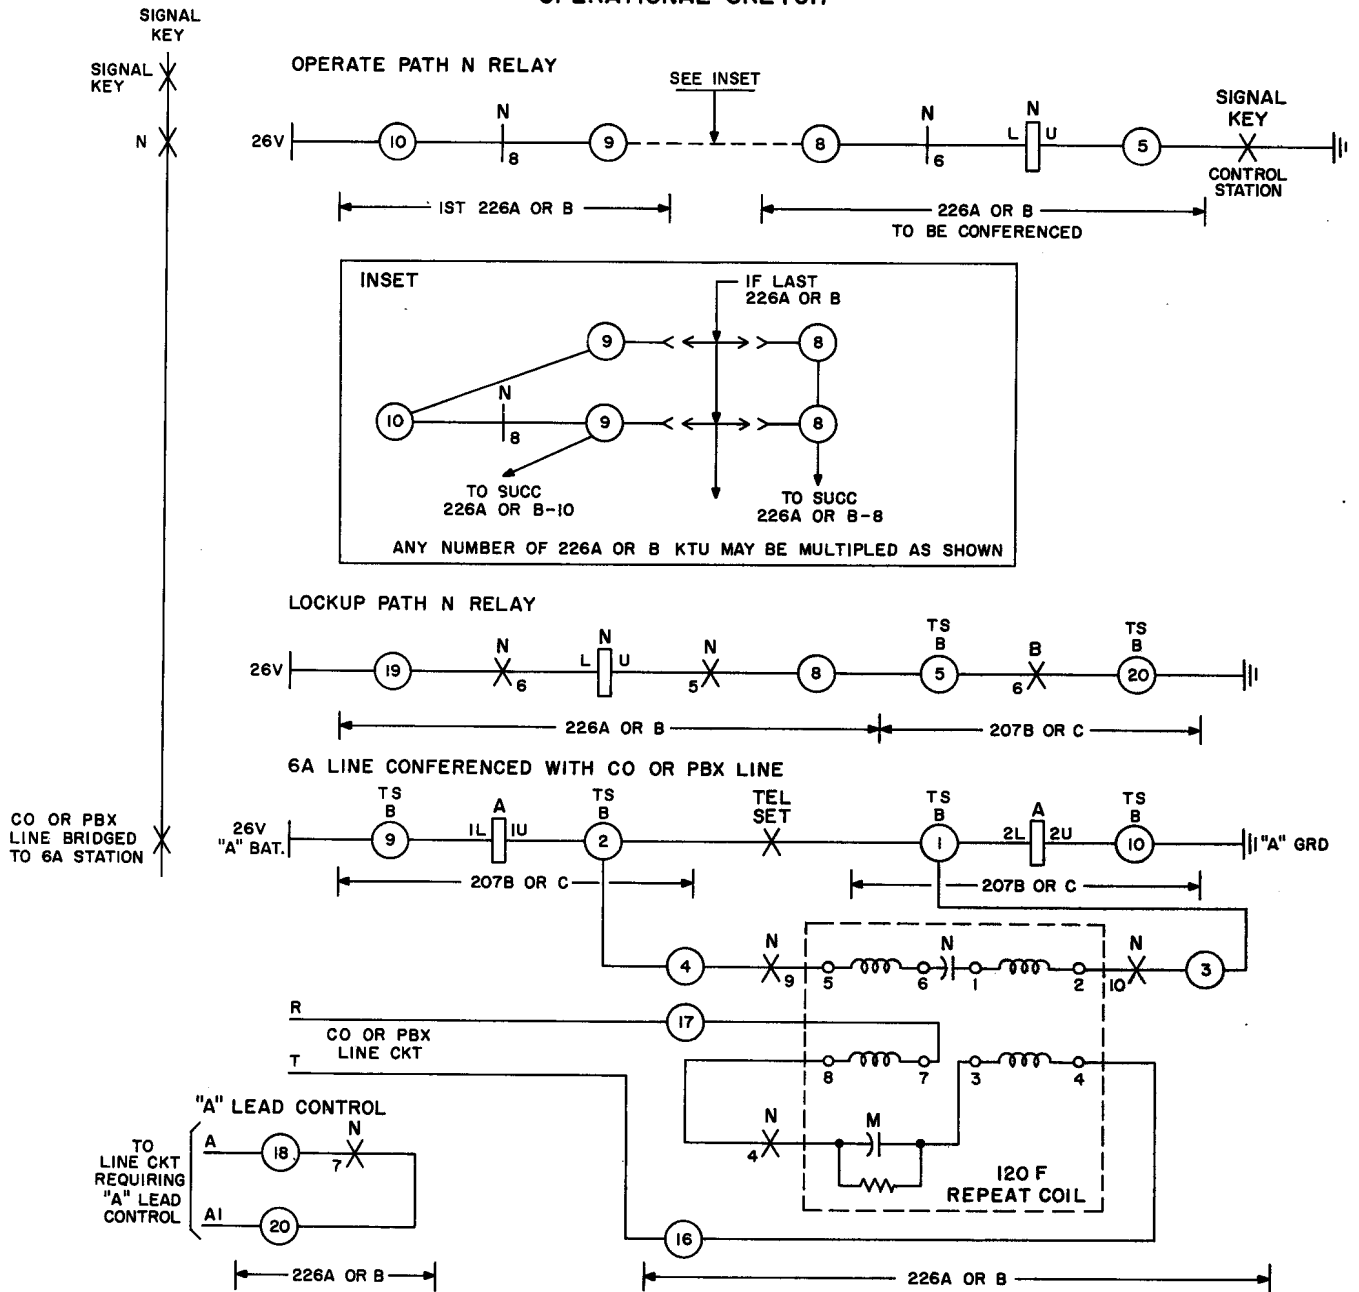 SIGNAL
KEY
SIGNAL
KEY
N
OPERATE PATH N RELAY
SEE INSET
26V
10
N
8
9
8
N
6
L
N
U
5
SIGNAL
KEY
CONTROL
STATION
1ST 226A OR B
226A OR B
TO BE CONFERENCED
INSET
IF LAST
226A OR B
9
8
10
N
8
9
8
TO SUCC
226A OR B-10
TO SUCC
226A OR B-8
ANY NUMBER OF 226A OR B KTU MAY BE MULTIPLED AS SHOWN
LOCKUP PATH N RELAY
26V
19
N
6
L
N
U
N
5
8
TS
B
5
B
6
TS
B
20
226A OR B
207B OR C
6A LINE CONFERENCED WITH CO OR PBX LINE
CO OR PBX
LINE BRIDGED
TO 6A STATION
26V
"A" BAT.
TS
B
9
1L
A
1U
TS
B
2
TEL
SET
TS
B
1
2L
A
2U
TS
B
10
"A" GRD
207B OR C
207B OR C
4
N
9
5
6
N
1
2
N
10
3
R
17
CO OR PBX
LINE CKT
T
8
7
3
4
N
4
M
120F
REPEAT COIL
16
"A" LEAD CONTROL
TO
LINE CKT
REQUIRING
"A" LEAD
CONTROL
A
18
N
7
A1
20
226A OR B
226A OR B